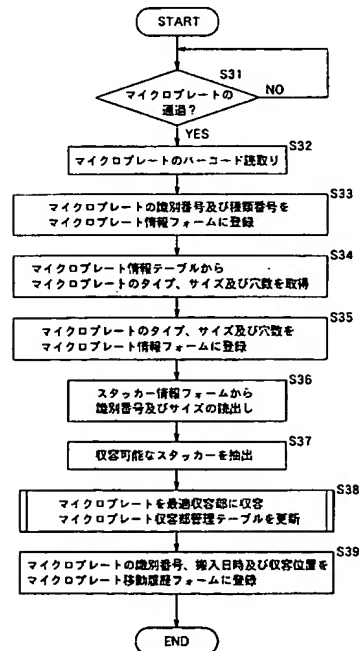 START
S31
マイクロプレートの
通過?
NO
YES
S32
マイクロプレートのバーコード読取り
S33
マイクロプレートの識別番号及び種類番号を
マイクロプレート情報フォームに登録
S34
マイクロプレート情報テーブルから
マイクロプレートのタイプ、サイズ及び穴数を取得
S35
マイクロプレートのタイプ、サイズ及び穴数を
マイクロプレート情報フォームに登録
S36
スタッカー情報フォームから
識別番号及びサイズの読出し
S37
収容可能なスタッカーを抽出
S38
マイクロプレートを最適収容部に収容
マイクロプレート収容部管理テーブルを更新
S39
マイクロプレートの識別番号、搬入日時及び収容位置を
マイクロプレート移動履歴フォームに登録
END